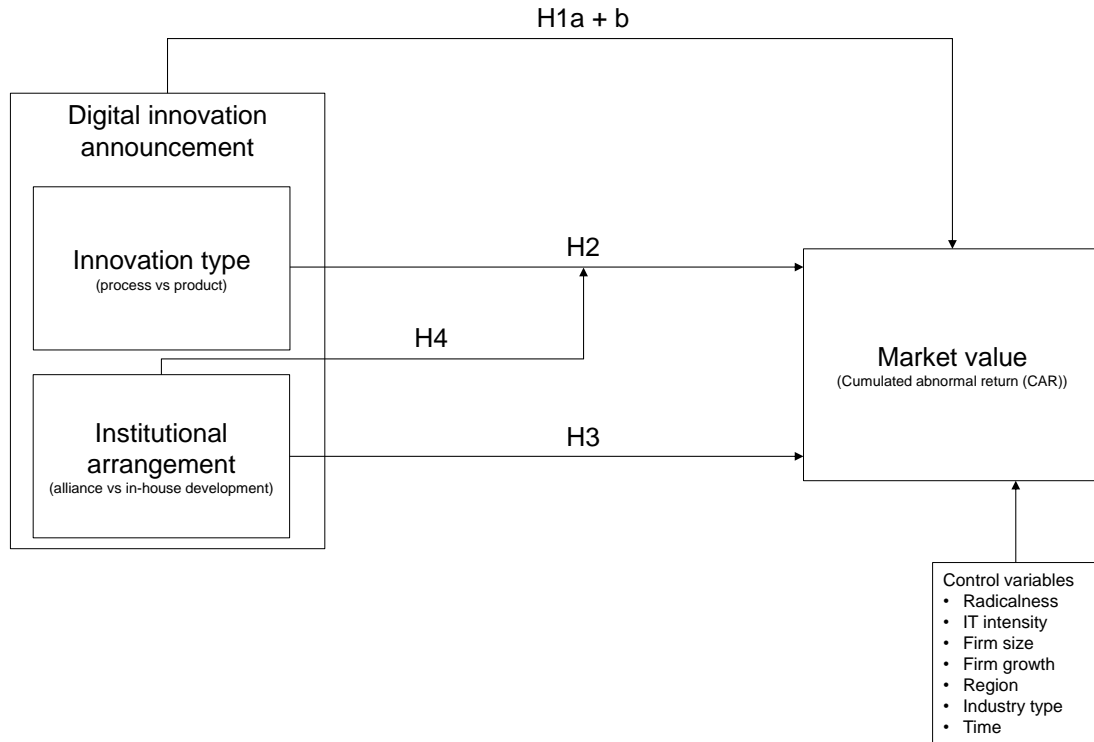 H1a + b
Digital innovation
announcement
Innovation type
(process vs product)
H2
H4
Institutional
arrangement
(alliance vs in-house development)
H3
Market value
(Cumulated abnormal return (CAR))
Control variables
• Radicalness
• IT intensity
• Firm size
• Firm growth
• Region
• Industry type
• Time